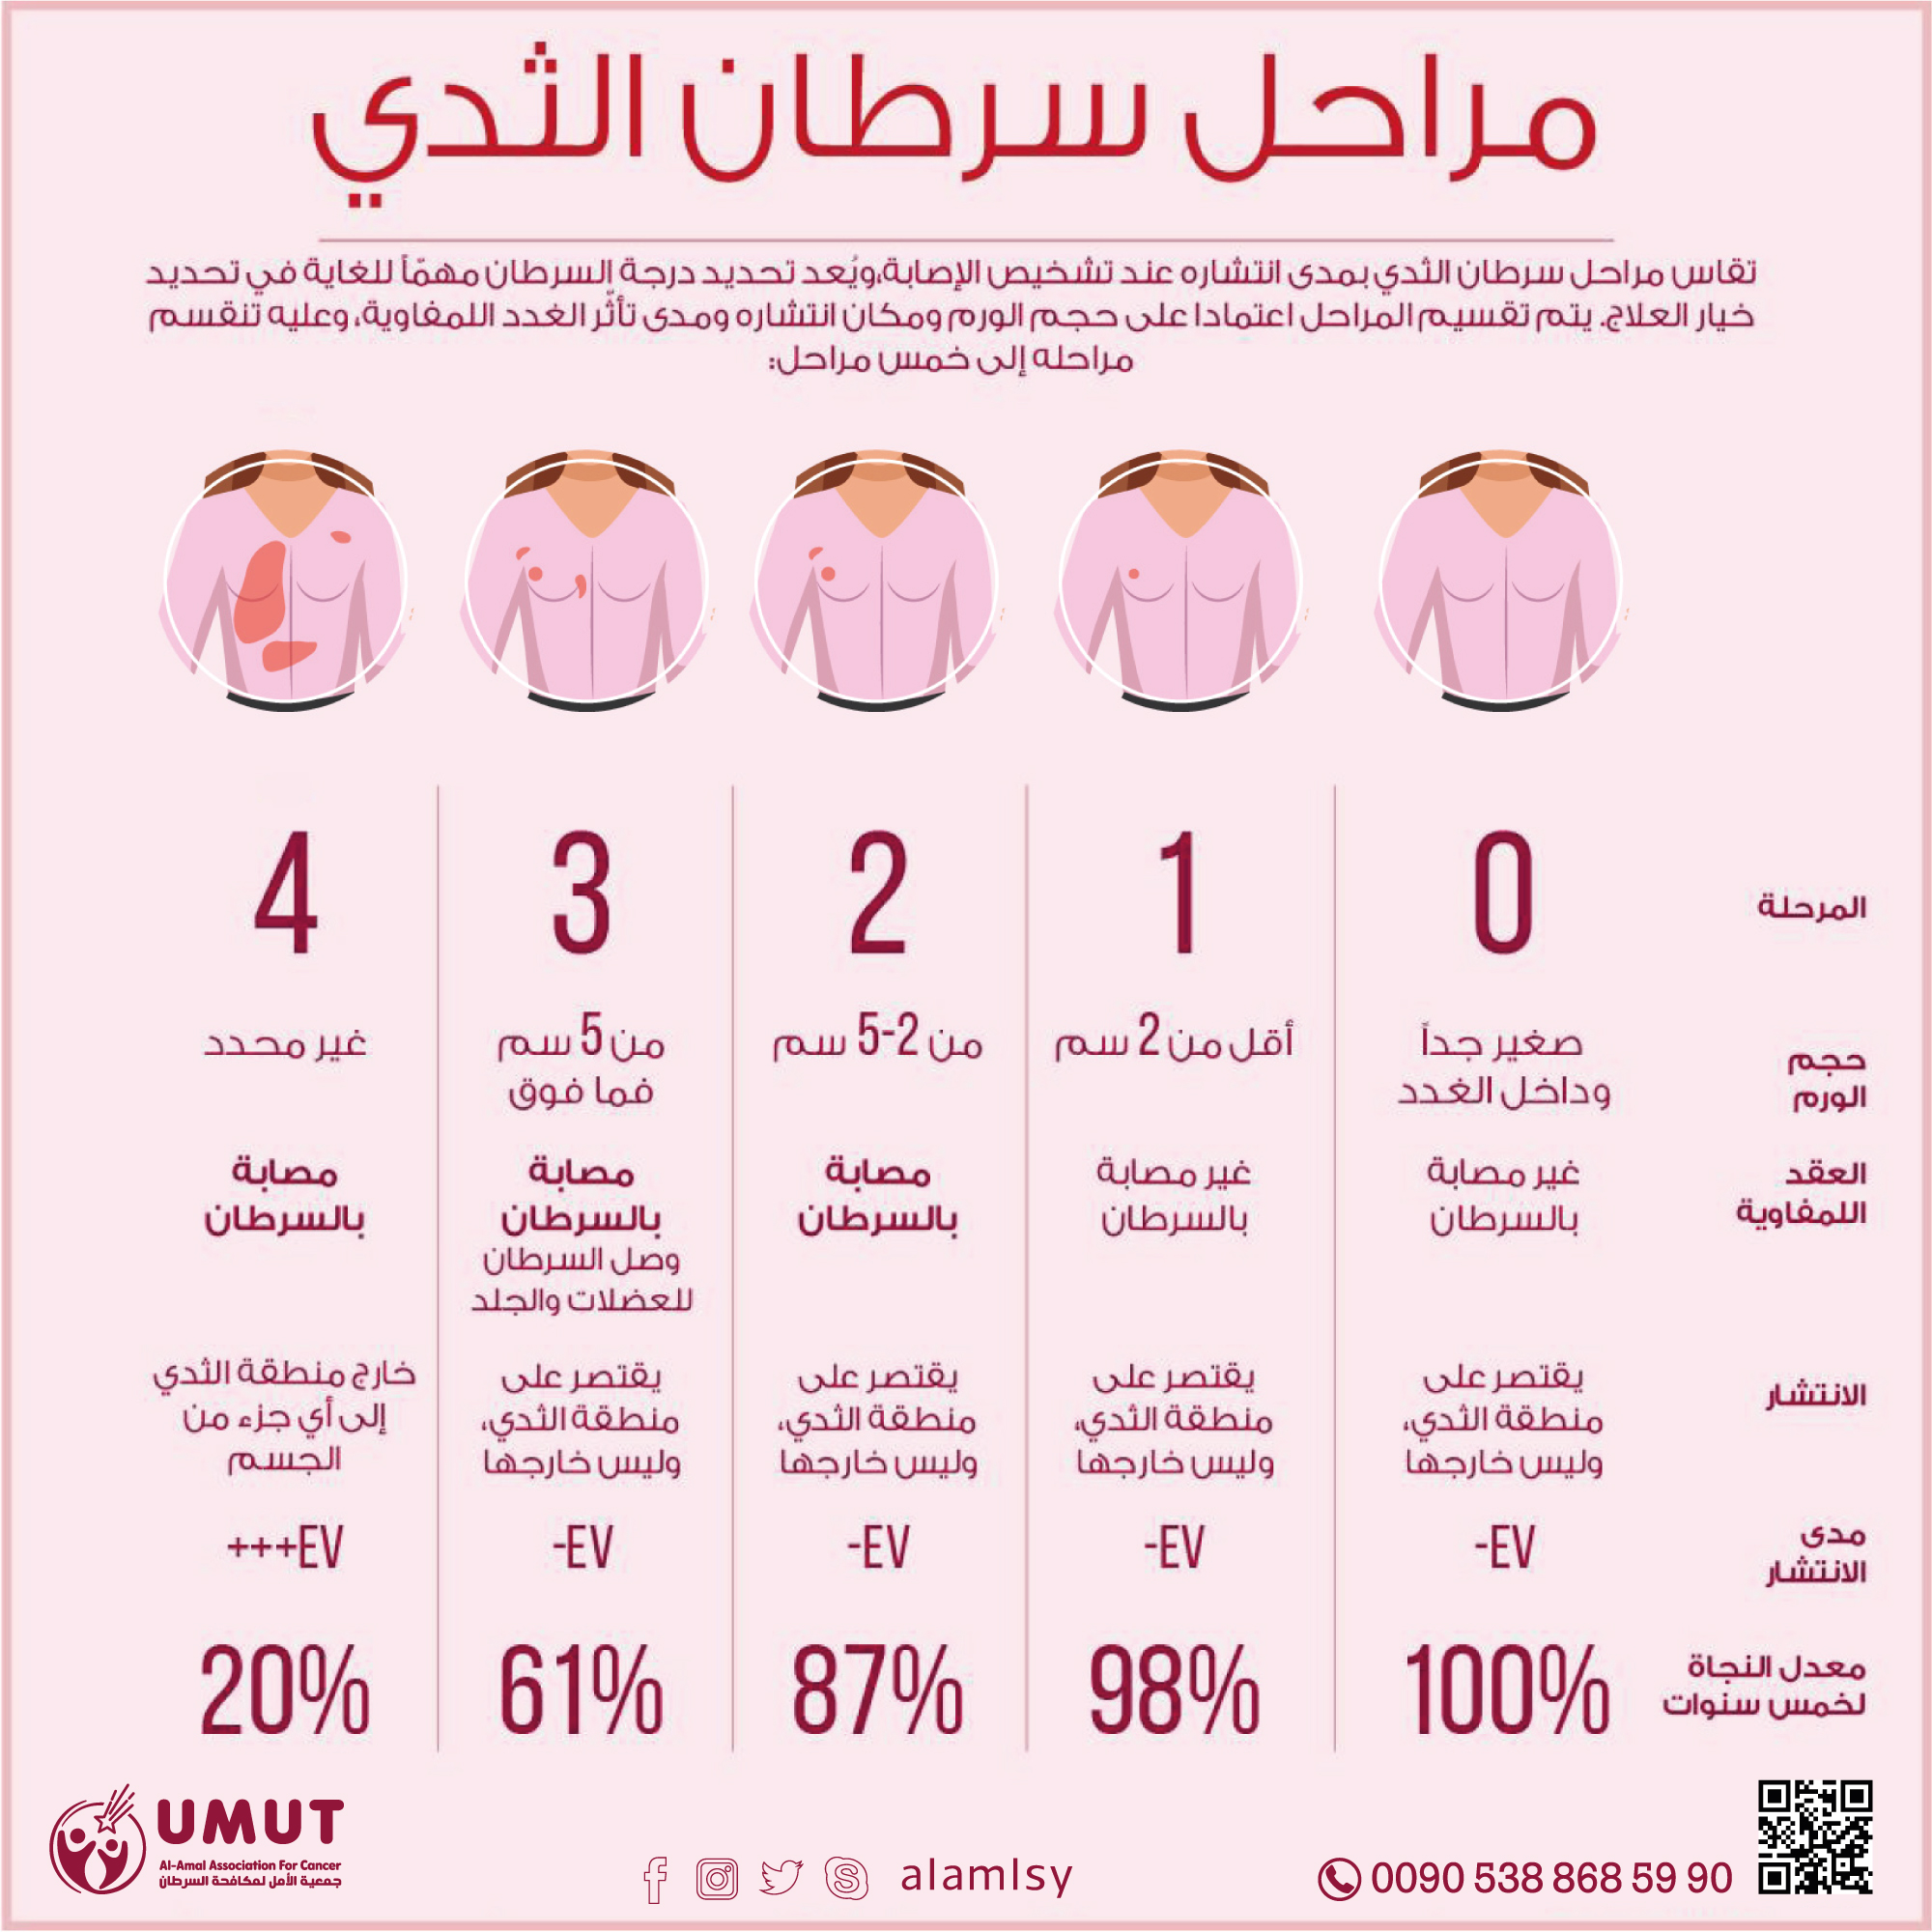 مراحل سرطان الثدي
تقاس مراحل سرطان الثدي بمدى انتشاره عند تشخيص الإصابة،ويُعد تحديد درجة السرطان مهمّاً للغاية في تحديد
خيار العلاج. يتم تقسيم المراحل اعتمادا على حجم الورم ومكان انتشاره ومدى تأثّر الغدد اللمفاوية، وعليه تنقسم
مراحله إلى خمس مراحل:
المرحلة
0
1
2
3
4
حجم
الورم
صغير جداً
وداخل الغدد
أقل من 2 سم
من 2-5 سم
من 5 سم
فما فوق
غير محدد
العقد
اللمفاوية
غير مصابة
بالسرطان
غير مصابة
بالسرطان
مصابة
بالسرطان
مصابة
بالسرطان
وصل السرطان
للعضلات والجلد
مصابة
بالسرطان
الانتشار
يقتصر على
منطقة الثدي،
وليس خارجها
يقتصر على
منطقة الثدي،
وليس خارجها
يقتصر على
منطقة الثدي،
وليس خارجها
يقتصر على
منطقة الثدي،
وليس خارجها
خارج منطقة الثدي
إلى أي جزء من
الجسم
مدى
الانتشار
-EV
-EV
-EV
-EV
+++EV
معدل النجاة
لخمس سنوات
100%
98%
87%
61%
20%
UMUT
Al-Amal Association For Cancer
جمعية الأمل لمكافحة السرطان
alamlsy
0090 538 868 59 90